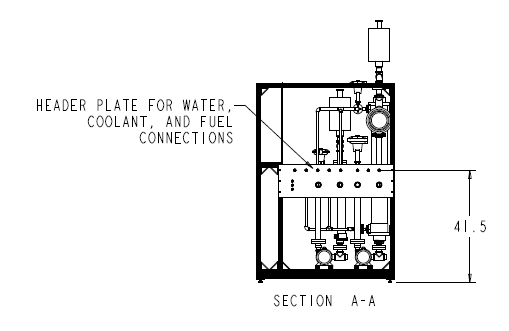 HEADER PLATE FOR WATER,
COOLANT, AND FUEL
CONNECTIONS
41.5
SECTION A-A